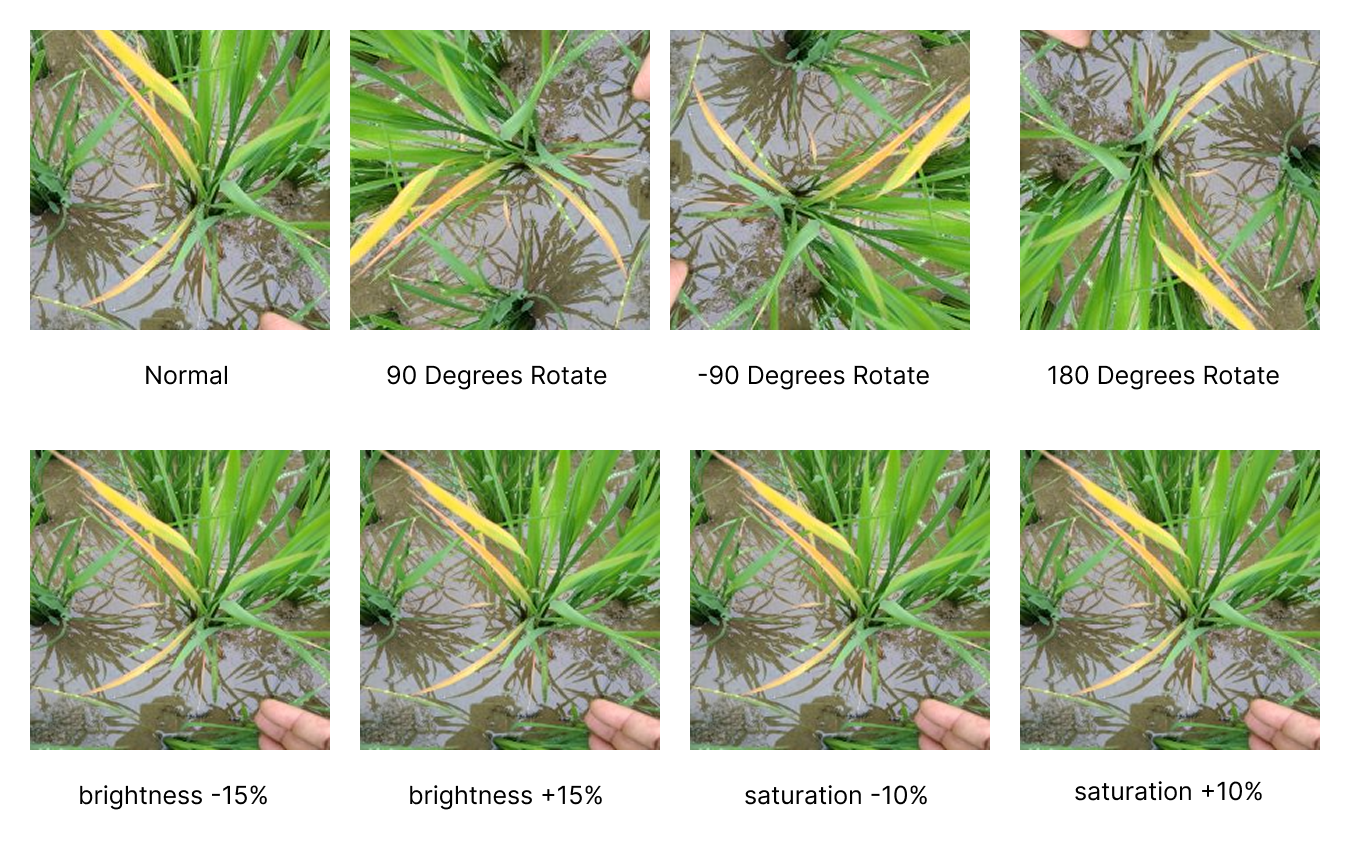 Normal
90 Degrees Rotate
-90 Degrees Rotate
180 Degrees Rotate
brightness -15%
brightness +15%
saturation -10%
saturation +10%